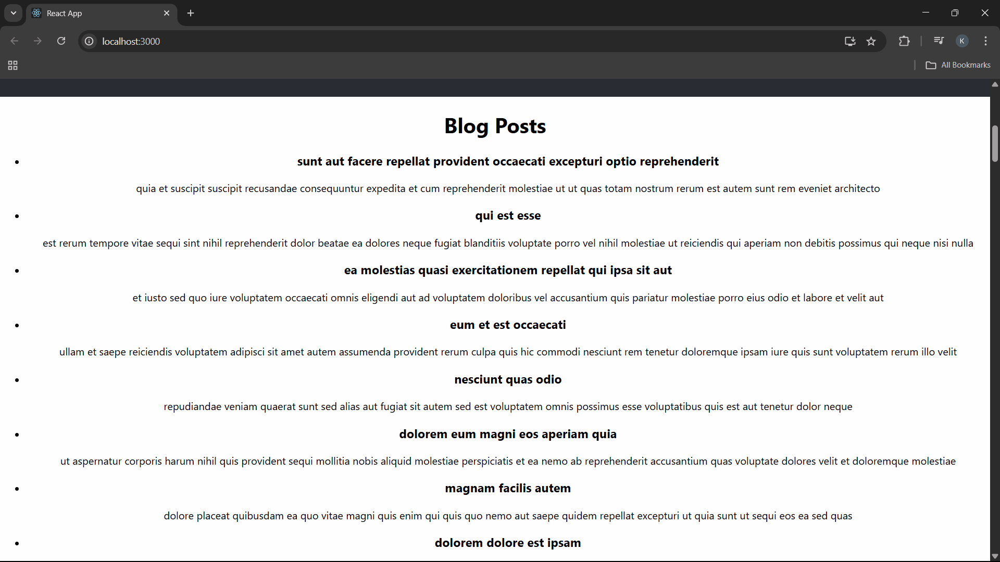 React App
localhost:3000
K
All Bookmarks
Blog Posts
• sunt aut facere repellat provident occaecati excepturi optio reprehenderit
quia et suscipit suscipit recusandae consequuntur expedita et cum reprehenderit molestiae ut ut quas totam nostrum rerum est autem sunt rem eveniet architecto
• qui est esse
est rerum tempore vitae sequi sint nihil reprehenderit dolor beatae ea dolores neque fugiat blanditiis voluptate porro vel nihil molestiae ut reiciendis qui aperiam non debitis possimus qui neque nisi nulla
• ea molestias quasi exercitationem repellat qui ipsa sit aut
et iusto sed quo iure voluptatem occaecati omnis eligendi aut ad voluptatem doloribus vel accusantium quis pariatur molestiae porro eius odio et labore et velit aut
• eum et est occaecati
ullam et saepe reiciendis voluptatem adipisci sit amet autem assumenda provident rerum culpa quis hic commodi nesciunt rem tenetur doloremque ipsam iure quis sunt voluptatem rerum illo velit
• nesciunt quas odio
repudiandae veniam quaerat sunt sed alias aut fugiat sit autem sed est voluptatem omnis possimus esse voluptatibus quis est aut tenetur dolor neque
• dolorem eum magni eos aperiam quia
ut aspernatur corporis harum nihil quis provident sequi mollitia nobis aliquid molestiae perspiciatis et ea nemo ab reprehenderit accusantium quas voluptate dolores velit et doloremque molestiae
• magnam facilis autem
dolore placeat quibusdam ea quo vitae magni quis enim qui quis quo nemo aut saepe quidem repellat excepturi ut quia sunt ut sequi eos ea sed quas
• dolorem dolore est ipsam